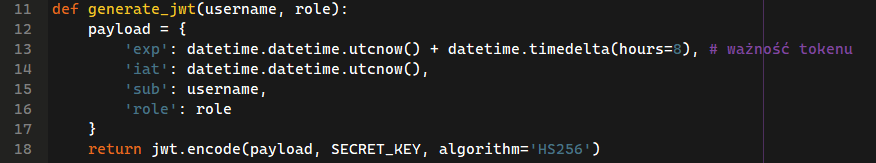 11 def generate_jwt(username, role):
12     payload = {
13         'exp': datetime.datetime.utcnow() + datetime.timedelta(hours=8), # ważność tokenu
14         'iat': datetime.datetime.utcnow(),
15         'sub': username,
16         'role': role
17     }
18     return jwt.encode(payload, SECRET_KEY, algorithm='HS256')